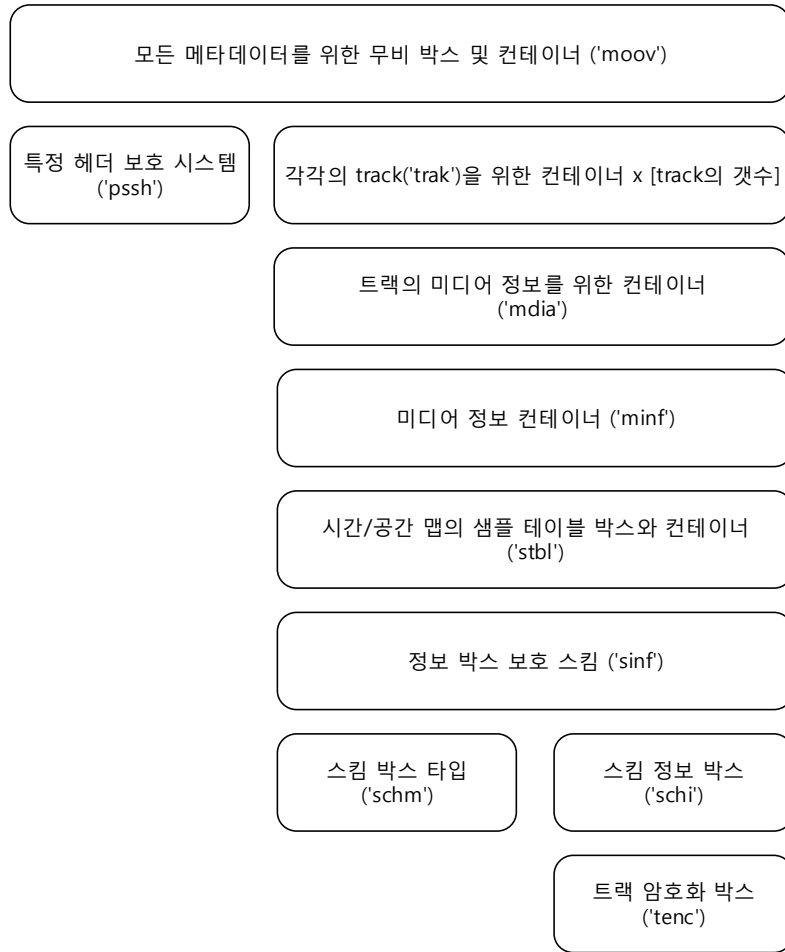 모든 메타데이터를 위한 무비 박스 및 컨테이너 ('moov')
특정 헤더 보호 시스템
('pssh')
각각의 track('trak')을 위한 컨테이너 x [track의 갯수]
트랙의 미디어 정보를 위한 컨테이너
('mdia')
미디어 정보 컨테이너 ('minf')
시간/공간 맵의 샘플 테이블 박스와 컨테이너
('stbl')
정보 박스 보호 스킴 ('sinf')
스킴 박스 타입
('schm')
스킴 정보 박스
('schi')
트랙 암호화 박스
('tenc')